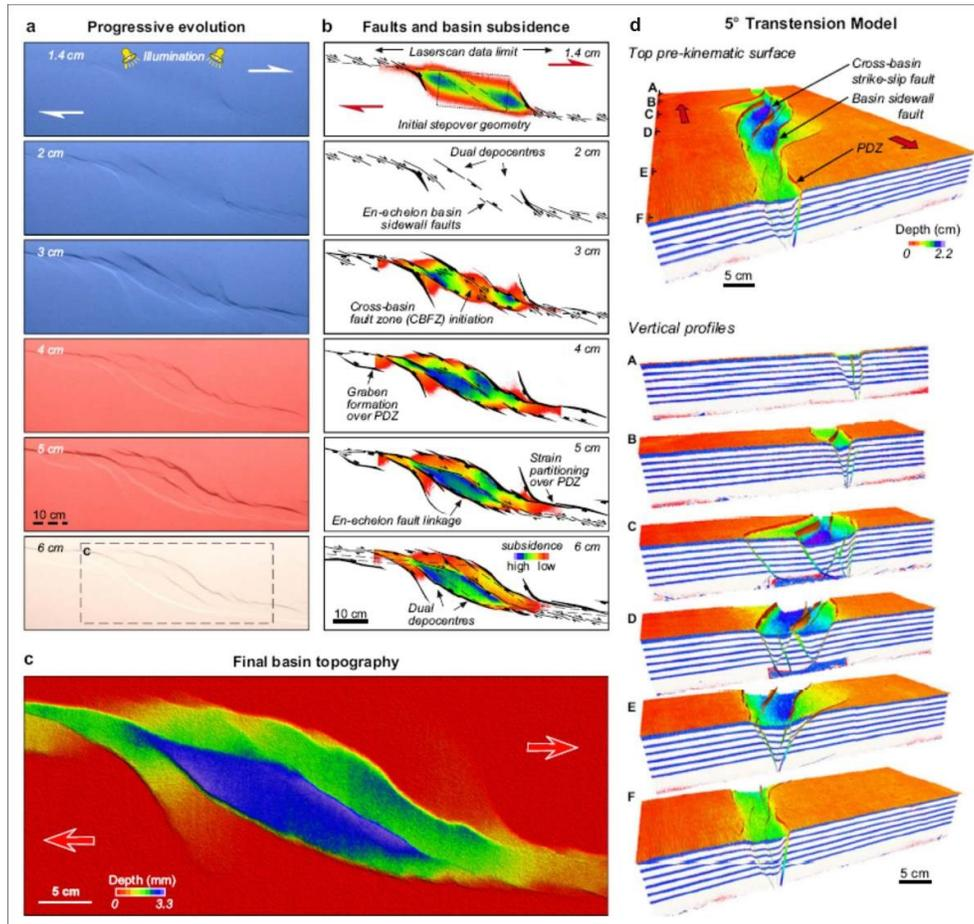 a
Progressive evolution
1.4 cm
Illumination
2 cm
3 cm
4 cm
5 cm
10 cm
6 cm
c
b
Faults and basin subsidence
Laserscan data limit
1.4 cm
Initial stepover geometry
Dual depocentres
2 cm
En-echelon basin
sidewall faults
3 cm
Cross-basin
fault zone (CBFZ) initiation
4 cm
Graben
formation
over PDZ
5 cm
Strain
partitioning
over PDZ
En-echelon fault linkage
subsidence
high low
6 cm
10 cm
Dual
depocentres
c
Final basin topography
5 cm
Depth (mm)
0 3.3
d
5° Transtension Model
Top pre-kinematic surface
Cross-basin
strike-slip fault
Basin sidewall
fault
PDZ
A
B
C
D
E
F
Depth (cm)
0 2.2
5 cm
Vertical profiles
A
B
C
D
E
F
5 cm